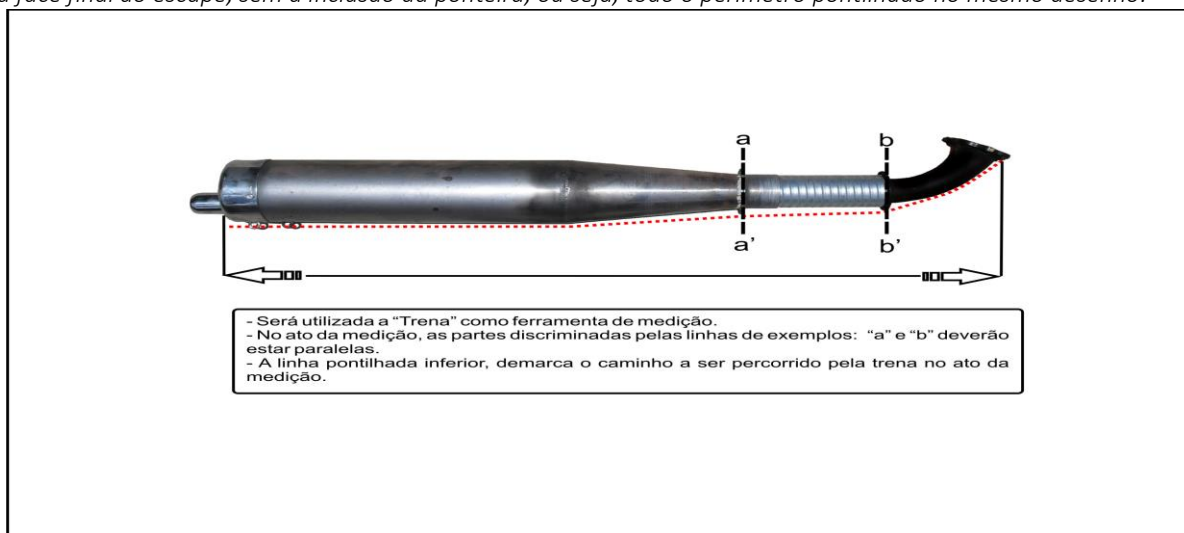 a face final do escape, sem a inclusão da ponteira, ou seja, todo o perímetro pontilhado no mesmo desenho.
a b
a' b'
- Será utilizada a “Trena” como ferramenta de medição.
- No ato da medição, as partes discriminadas pelas linhas de exemplos: “a” e “b” deverão
estar paralelas.
- A linha pontilhada inferior, demarca o caminho a ser percorrido pela trena no ato da
medição.